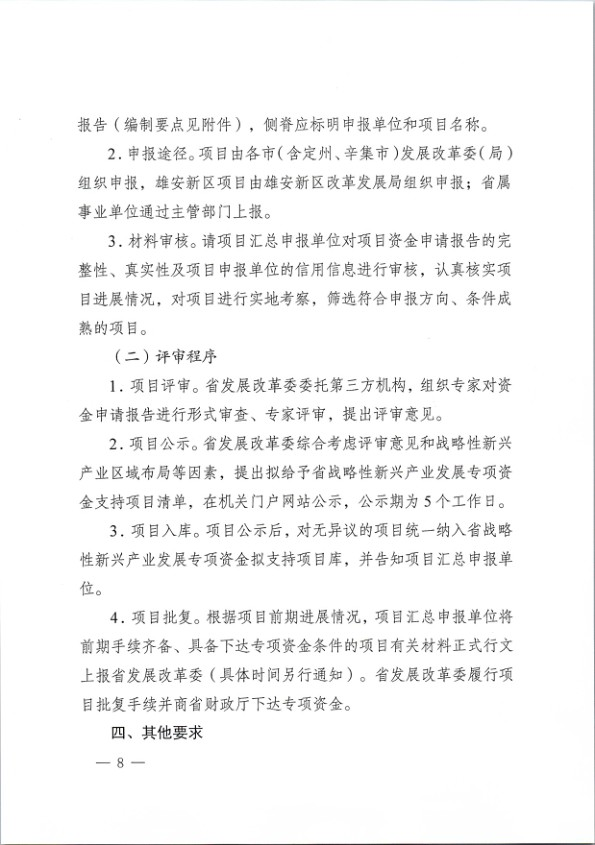 报告（编制要点见附件），侧脊应标明申报单位和项目名称。
2. 申报途径。项目由各市(含定州、辛集市)发展改革委(局)
组织申报，雄安新区项目由雄安新区改革发展局组织申报；省属
事业单位通过主管部门上报。
3. 材料审核。请项目汇总申报单位对项目资金申请报告的完
整性、真实性及项目申报单位的信用信息进行审核，认真核实项
目进展情况，对项目进行实地考察，筛选符合申报方向、条件成
熟的项目。
（二）评审程序
1. 项目评审。省发展改革委委托第三方机构，组织专家对资
金申请报告进行形式审查、专家评审，提出评审意见。
2. 项目公示。省发展改革委综合考虑评审意见和战略性新兴
产业区域布局等因素，提出拟给予省战略性新兴产业发展专项资
金支持项目清单，在机关门户网站公示，公示期为 5 个工作日。
3. 项目入库。项目公示后，对无异议的项目统一纳入省战略
性新兴产业发展专项资金拟支持项目库，并告知项目汇总申报单
位。
4. 项目批复。根据项目前期进展情况，项目汇总申报单位将
前期手续齐备、具备下达专项资金条件的项目有关材料正式行文
上报省发展改革委（具体时间另行通知）。省发展改革委履行项
目批复手续并商省财政厅下达专项资金。
四、其他要求
— 8 —